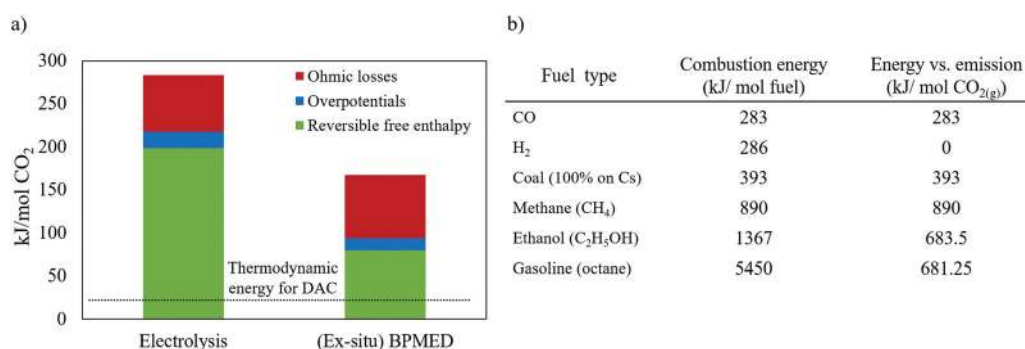 a)
300
250
200
150
100
50
0
kJ/mol CO2
Ohmic losses
Overpotentials
Reversible free enthalpy
Thermodynamic
energy for DAC
Electrolysis
(Ex-situ) BPMED
b)
Fuel type
Combustion energy
(kJ/ mol fuel)
Energy vs. emission
(kJ/ mol CO2(g))
CO 283 283
H2 286 0
Coal (100% on Cs) 393 393
Methane (CH4) 890 890
Ethanol (C2H5OH) 1367 683.5
Gasoline (octane) 5450 681.25